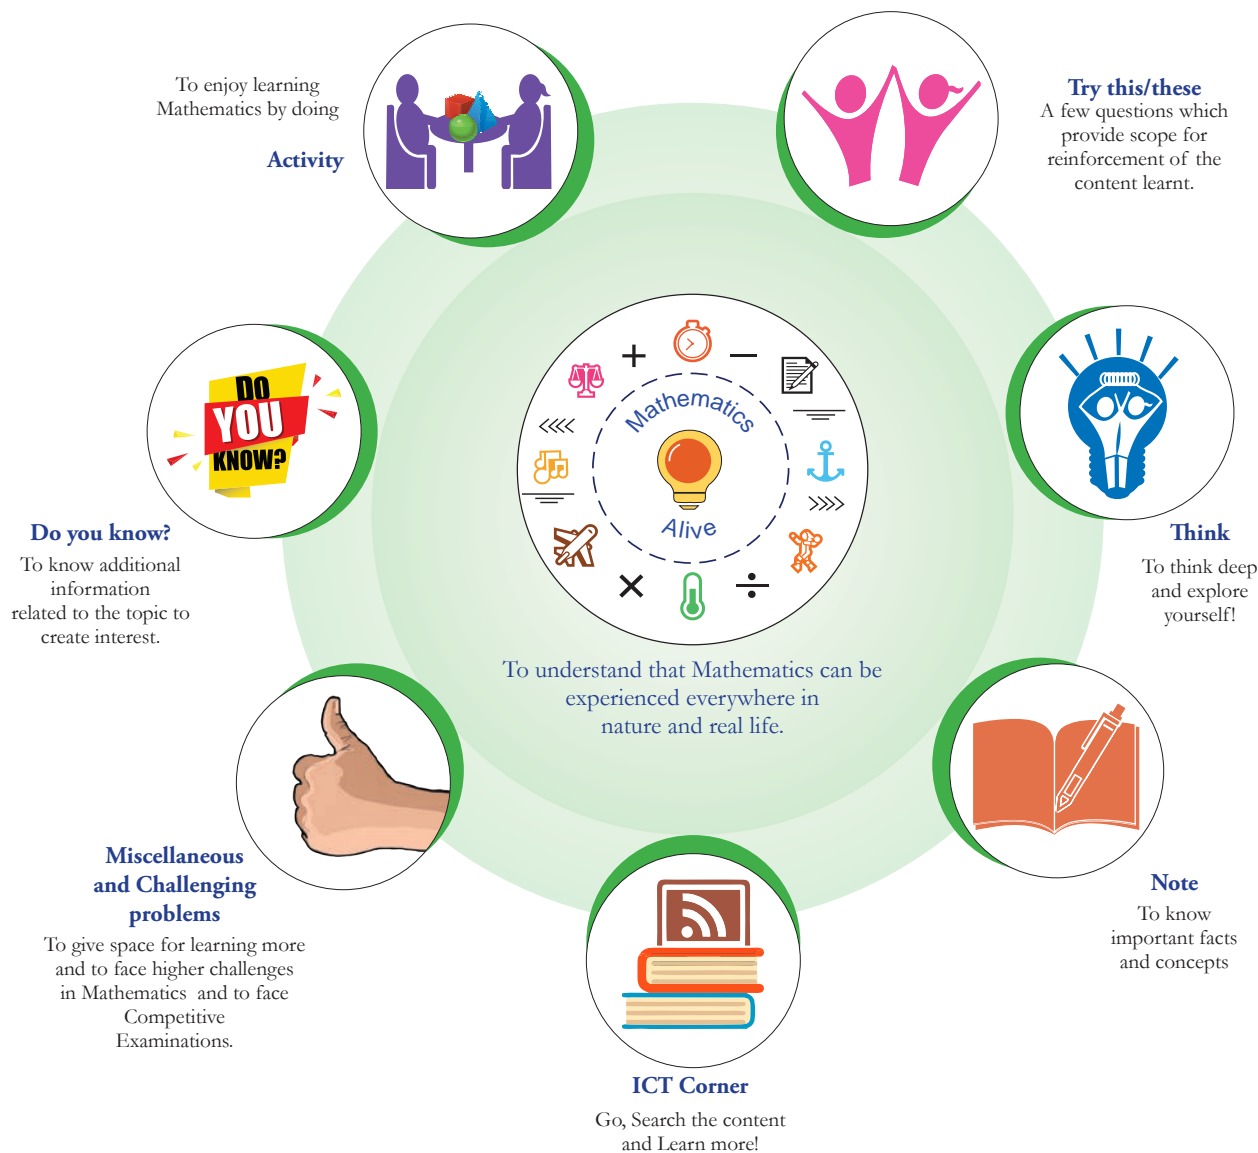 To enjoy learning
Mathematics by doing
Activity
Try this/these
A few questions which
provide scope for
reinforcement of the
content learnt.
Mathematics
Alive
To understand that Mathematics can be
experienced everywhere in
nature and real life.
DO
YOU
KNOW?
Do you know?
To know additional
information
related to the topic to
create interest.
Think
To think deep
and explore
yourself!
Miscellaneous
and Challenging
problems
To give space for learning more
and to face higher challenges
in Mathematics and to face
Competitive
Examinations.
Note
To know
important facts
and concepts
ICT Corner
Go, Search the content
and Learn more!